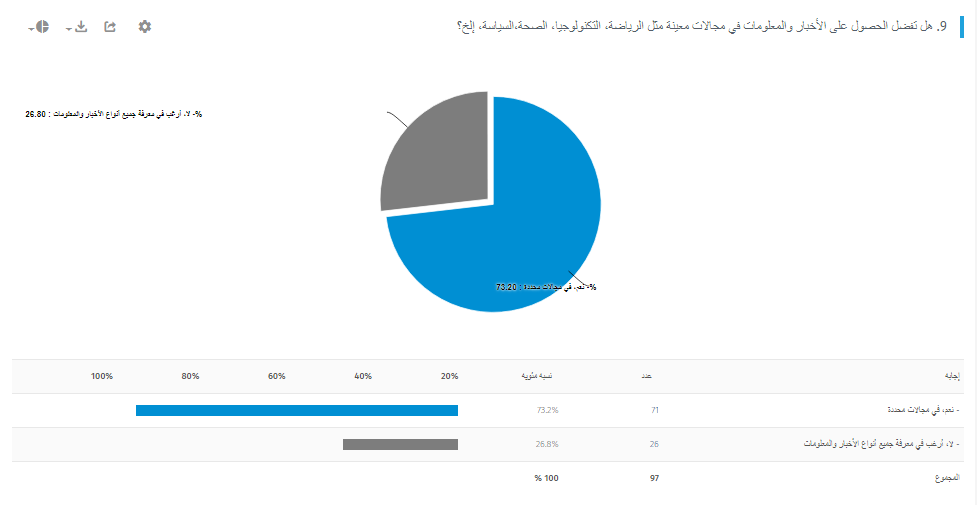 9. هل تفضل الحصول على الأخبار والمعلومات في مجالات معينة مثل الرياضة، التكنولوجيا، الصحة،السياسة، إلخ؟
%- لا، أرغب في معرفة جميع أنواع الأخبار والمعلومات : 26.80
%- نعم، في مجالات محددة : 73.20
إجابه عدد نسبه مئويه 20% 40% 60% 80% 100%
- نعم، في مجالات محددة 71 73.2%
- لا، أرغب في معرفة جميع أنواع الأخبار والمعلومات 26 26.8%
المجموع 97 100 %